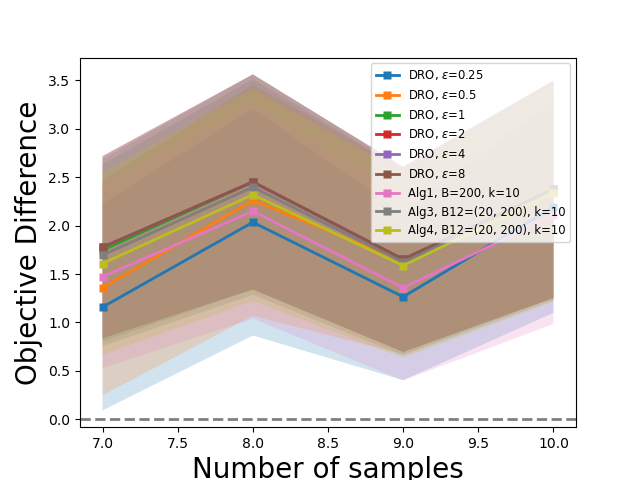 Objective Difference
3.5
3.0
2.5
2.0
1.5
1.0
0.5
0.0
DRO, ε=0.25
DRO, ε=0.5
DRO, ε=1
DRO, ε=2
DRO, ε=4
DRO, ε=8
Alg1, B=200, k=10
Alg3, B12=(20, 200), k=10
Alg4, B12=(20, 200), k=10
7.0 7.5 8.0 8.5 9.0 9.5 10.0
Number of samples